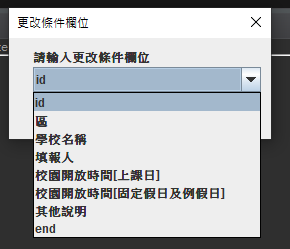 更改條件欄位
請輸入更改條件欄位
id
id
區
學校名稱
填報人
校園開放時間[上課日]
校園開放時間[固定假日及例假日]
其他說明
end